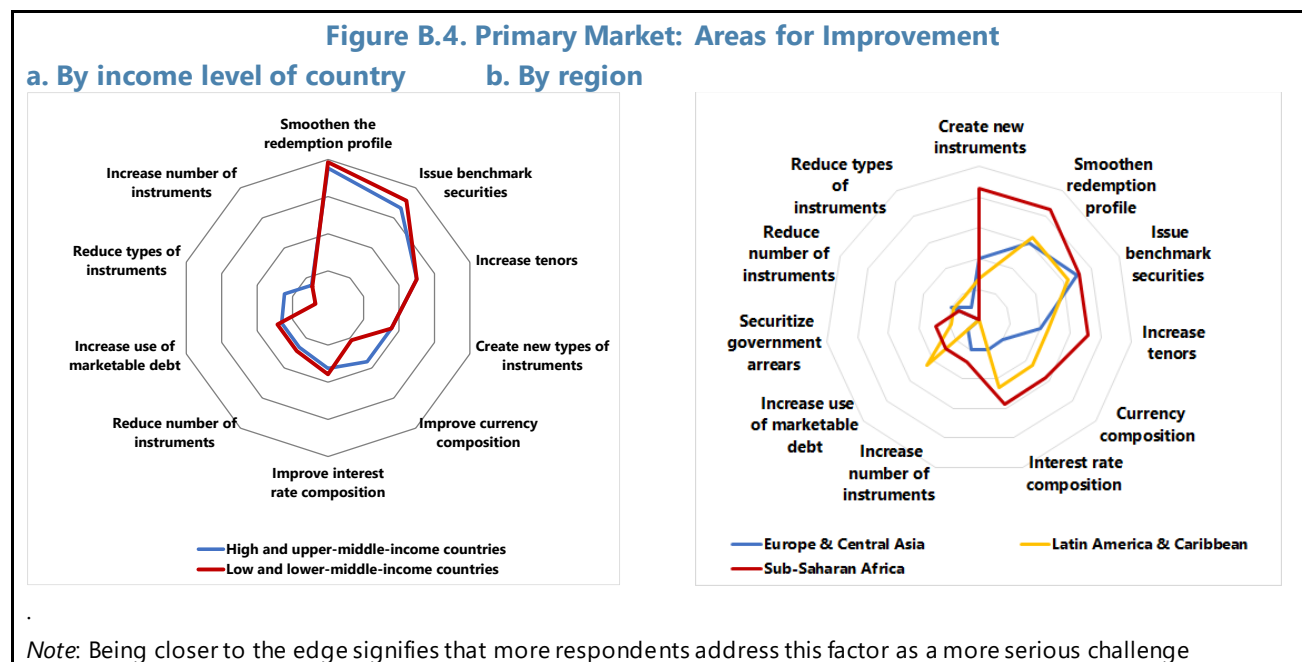 Figure B.4. Primary Market: Areas for Improvement
a. By income level of country b. By region
Smoothen the
redemption profile
Issue benchmark
securities
Increase tenors
Create new types of
instruments
Improve currency
composition
Improve interest
rate composition
Reduce number of
instruments
Increase use of
marketable debt
Reduce types of
instruments
Increase number of
instruments
High and upper-middle-income countries
Low and lower-middle-income countries
Create new
instruments
Smoothen
redemption
profile
Issue
benchmark
securities
Increase
tenors
Currency
composition
Interest rate
composition
Increase
number of
instruments
Increase use
of marketable
debt
Securitize
government
arrears
Reduce
number of
instruments
Reduce types
of
instruments
Europe & Central Asia
Latin America & Caribbean
Sub-Saharan Africa
.
Note: Being closer to the edge signifies that more respondents address this factor as a more serious challenge